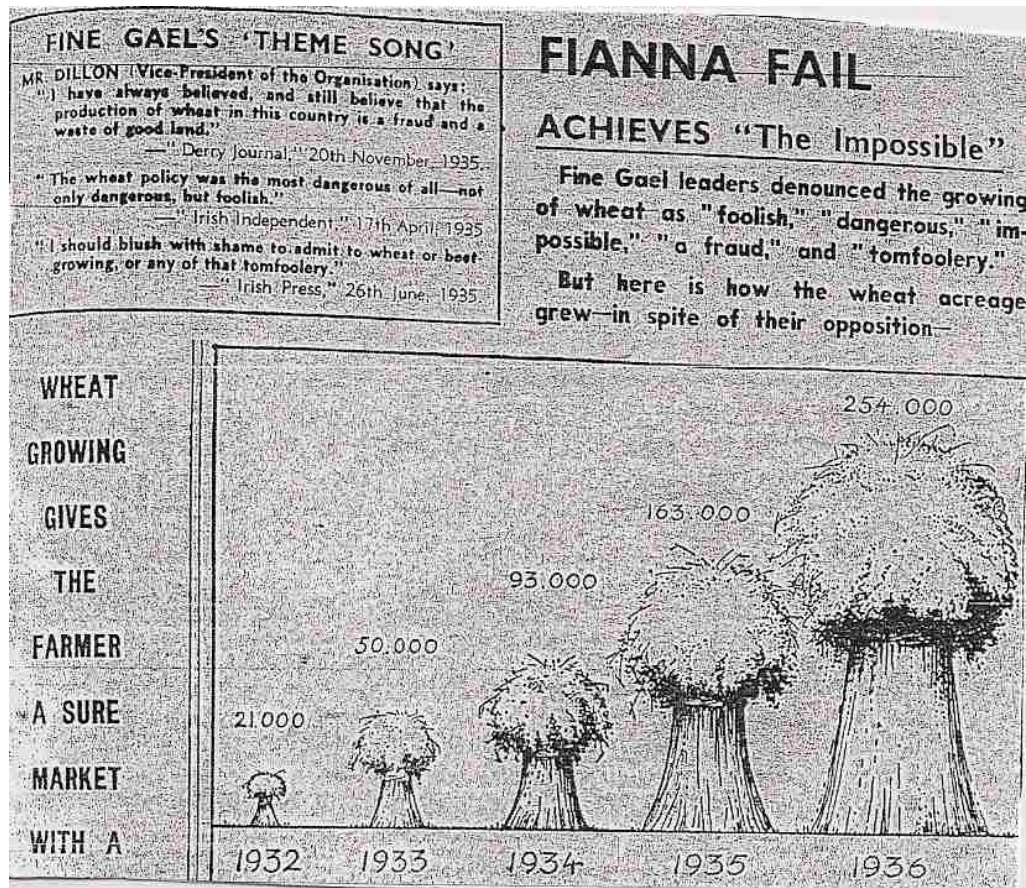 FINE GAEL'S 'THEME SONG'
MR. DILLON (Vice-President of the Organisation) says:
"I have always believed, and still believe that the
production of wheat in this country is a fraud and a
waste of good land."
—"Derry Journal," 20th November, 1935.
"The wheat policy was the most dangerous of all—not
only dangerous, but foolish."
—"Irish Independent," 17th April, 1935
"I should blush with shame to admit to wheat or beet
growing, or any of that tomfoolery."
—"Irish Press," 26th June, 1935.
FIANNA FAIL
ACHIEVES "The Impossible"
Fine Gael leaders denounced the growing
of wheat as "foolish," "dangerous," "im-
possible," "a fraud," and "tomfoolery."
But here is how the wheat acreage
grew—in spite of their opposition—
WHEAT
GROWING
GIVES
THE
FARMER
A SURE
MARKET
WITH A
21.000
50.000
93.000
163.000
254.000
1932
1933
1934
1935
1936